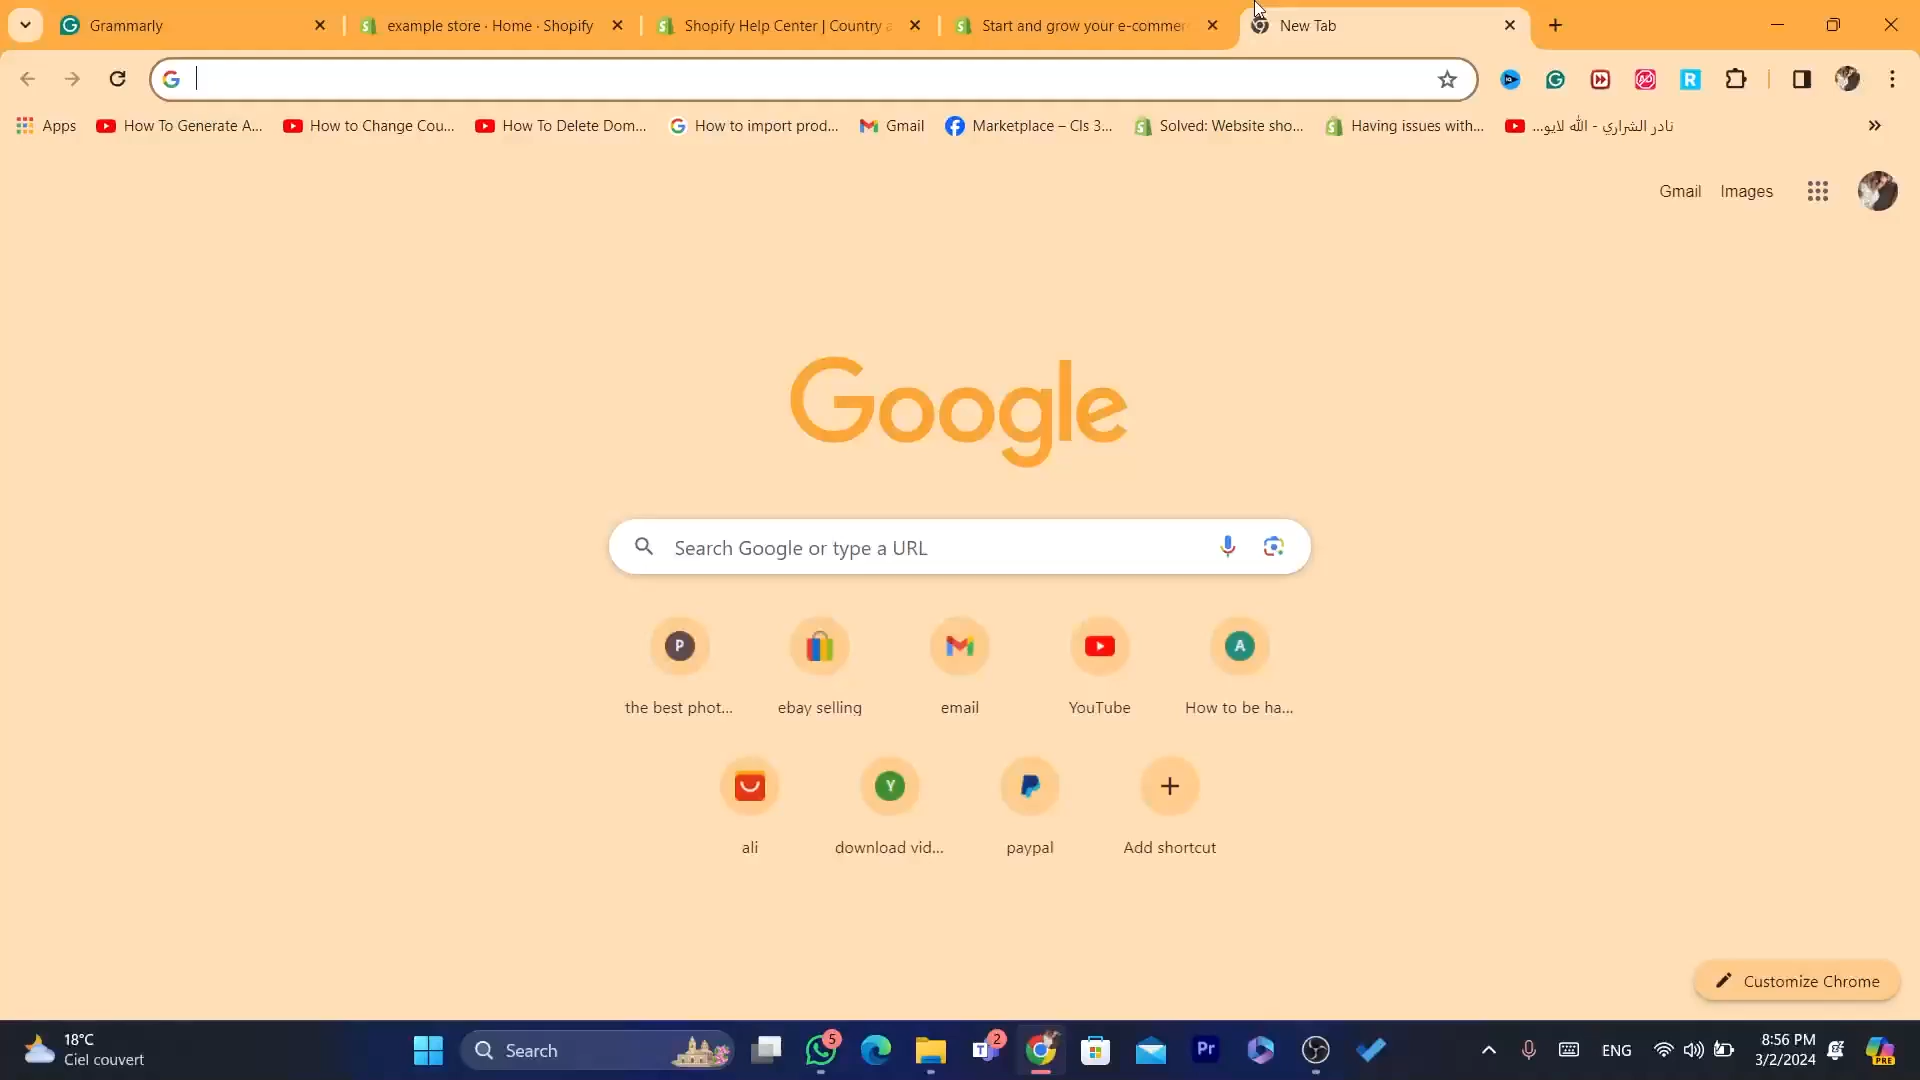 Grammarly
example store · Home · Shopify
Shopify Help Center | Country a
Start and grow your e-commer
New Tab
Apps
How To Generate A...
How to Change Cou...
How To Delete Dom...
How to import prod...
Gmail
Marketplace – Cls 3...
Solved: Website sho...
Having issues with...
نادر الشراري - الله لايو...
Gmail
Images
Google
Search Google or type a URL
P
A
the best phot...
ebay selling
email
YouTube
How to be ha...
Y
ali
download vid...
paypal
Add shortcut
Customize Chrome
18°C
Ciel couvert
Search
5
2
Pr
ENG
8:56 PM
3/2/2024
PRE